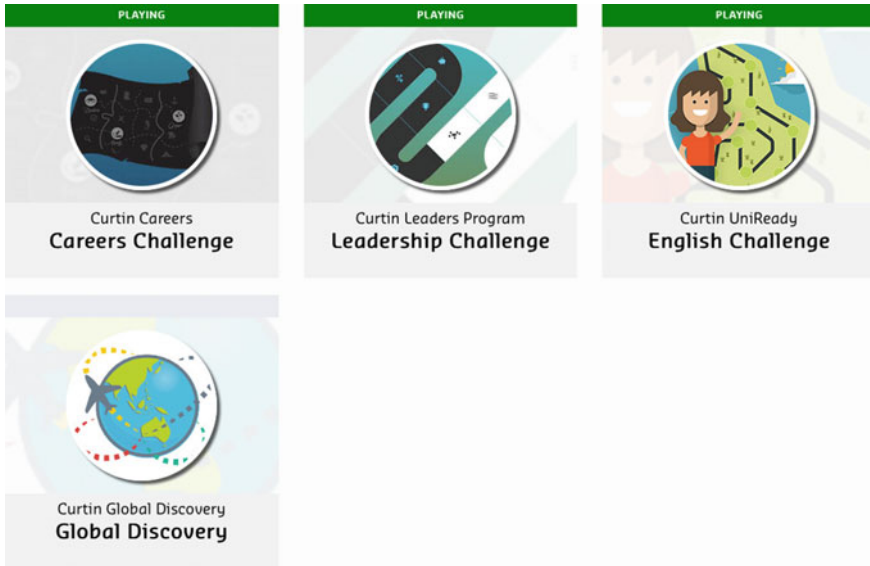 PLAYING
Curtin Careers
Careers Challenge
PLAYING
Curtin Leaders Program
Leadership Challenge
PLAYING
Curtin UniReady
English Challenge
Curtin Global Discovery
Global Discovery